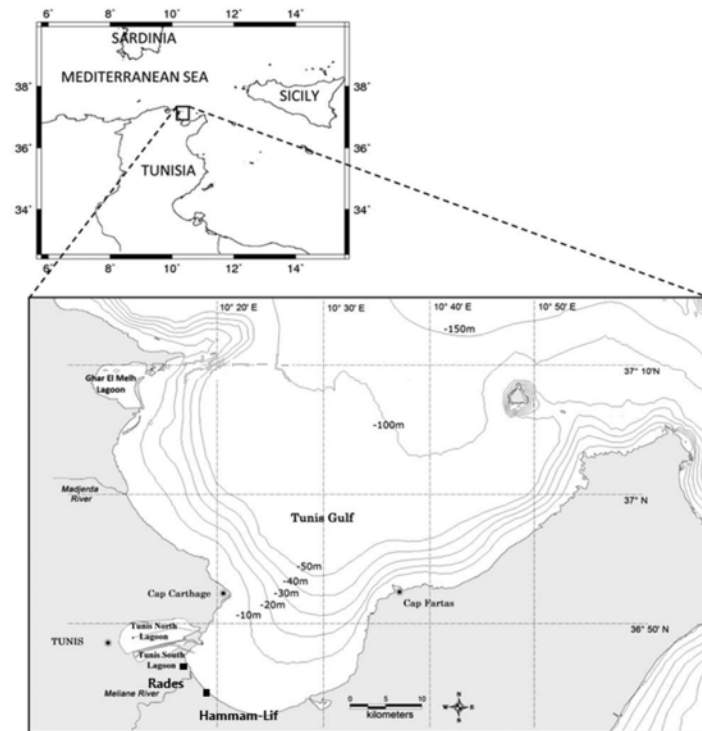 6˚ 8˚ 10˚ 12˚ 14˚
SARDINIA
MEDITERRANEAN SEA
38˚
SICILY
38˚
36˚
36˚
TUNISIA
34˚
34˚
6˚ 8˚ 10˚ 12˚ 14˚
10° 20' E
10° 30' E
10° 40' E
10° 50' E
-150m
37° 10'N
Ghar El Melh
Lagoon
-100m
Madjerda
River
37° N
Tunis Gulf
-50m
-40m
-30m
-20m
-10m
Cap Carthage
Cap Fartas
36° 50' N
Tunis North
Lagoon
TUNIS
Tunis South
Lagoon
Rades
Meliane River
Hammam-Lif
0 5 10
kilometers
N
W E
S